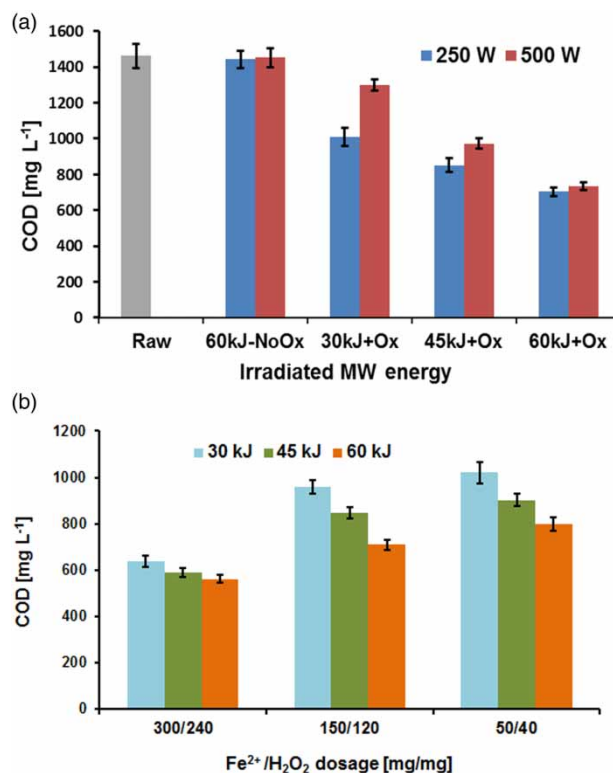 (a)
1600
1400
1200
1000
800
600
400
200
0
COD [mg L⁻¹]
250 W 500 W
Raw 60kJ-NoOx 30kJ+Ox 45kJ+Ox 60kJ+Ox
Irradiated MW energy
(b)
1200
1000
800
600
400
200
0
COD [mg L⁻¹]
30 kJ 45 kJ 60 kJ
300/240 150/120 50/40
Fe²⁺/H₂O₂ dosage [mg/mg]